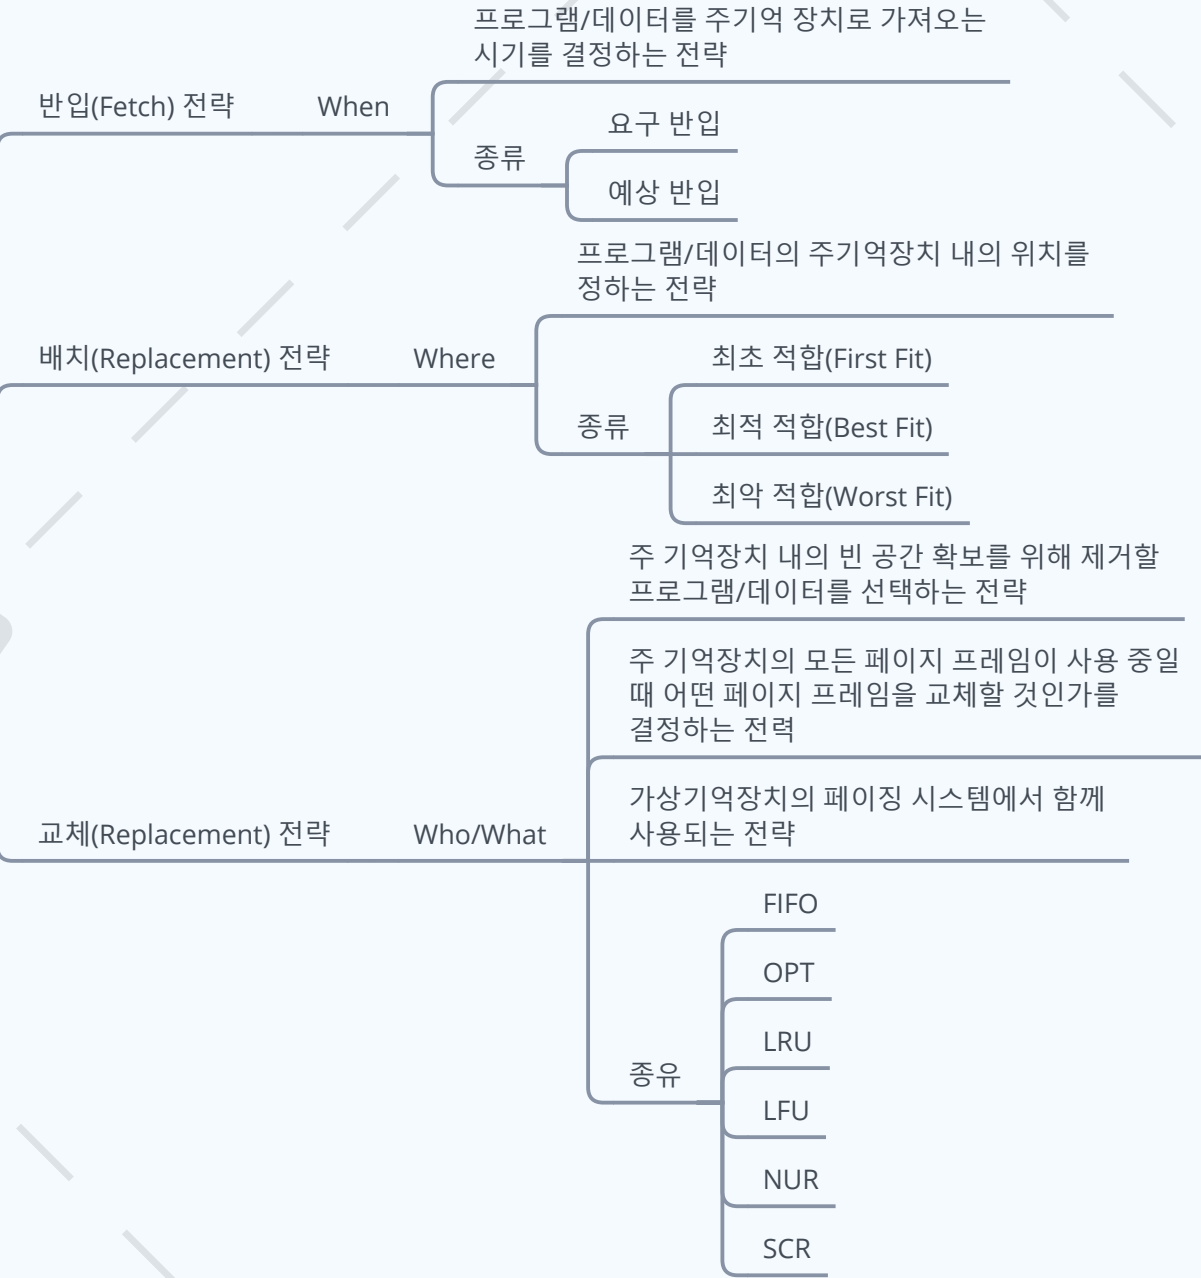 프로그램/데이터를 주기억 장치로 가져오는
시기를 결정하는 전략
반입(Fetch) 전략
When
종류
요구 반입
예상 반입
프로그램/데이터의 주기억장치 내의 위치를
정하는 전략
배치(Replacement) 전략
Where
종류
최초 적합(First Fit)
최적 적합(Best Fit)
최악 적합(Worst Fit)
주 기억장치 내의 빈 공간 확보를 위해 제거할
프로그램/데이터를 선택하는 전략
주 기억장치의 모든 페이지 프레임이 사용 중일
때 어떤 페이지 프레임을 교체할 것인가를
결정하는 전력
가상기억장치의 페이징 시스템에서 함께
사용되는 전략
교체(Replacement) 전략
Who/What
종유
FIFO
OPT
LRU
LFU
NUR
SCR